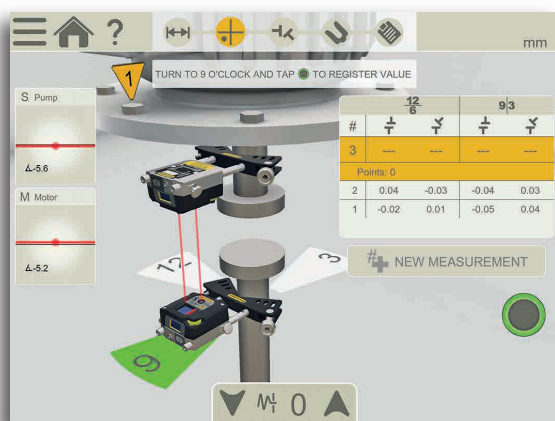 ?
mm
1
TURN TO 9 O'CLOCK AND TAP TO REGISTER VALUE
S Pump
∡-5.6
M Motor
∡-5.2
12
6
9 3
#
3 --- --- --- ---
Points: 0
2 0.04 -0.03 -0.04 0.03
1 -0.02 0.01 -0.05 0.04
# NEW MEASUREMENT
12
3
9
0